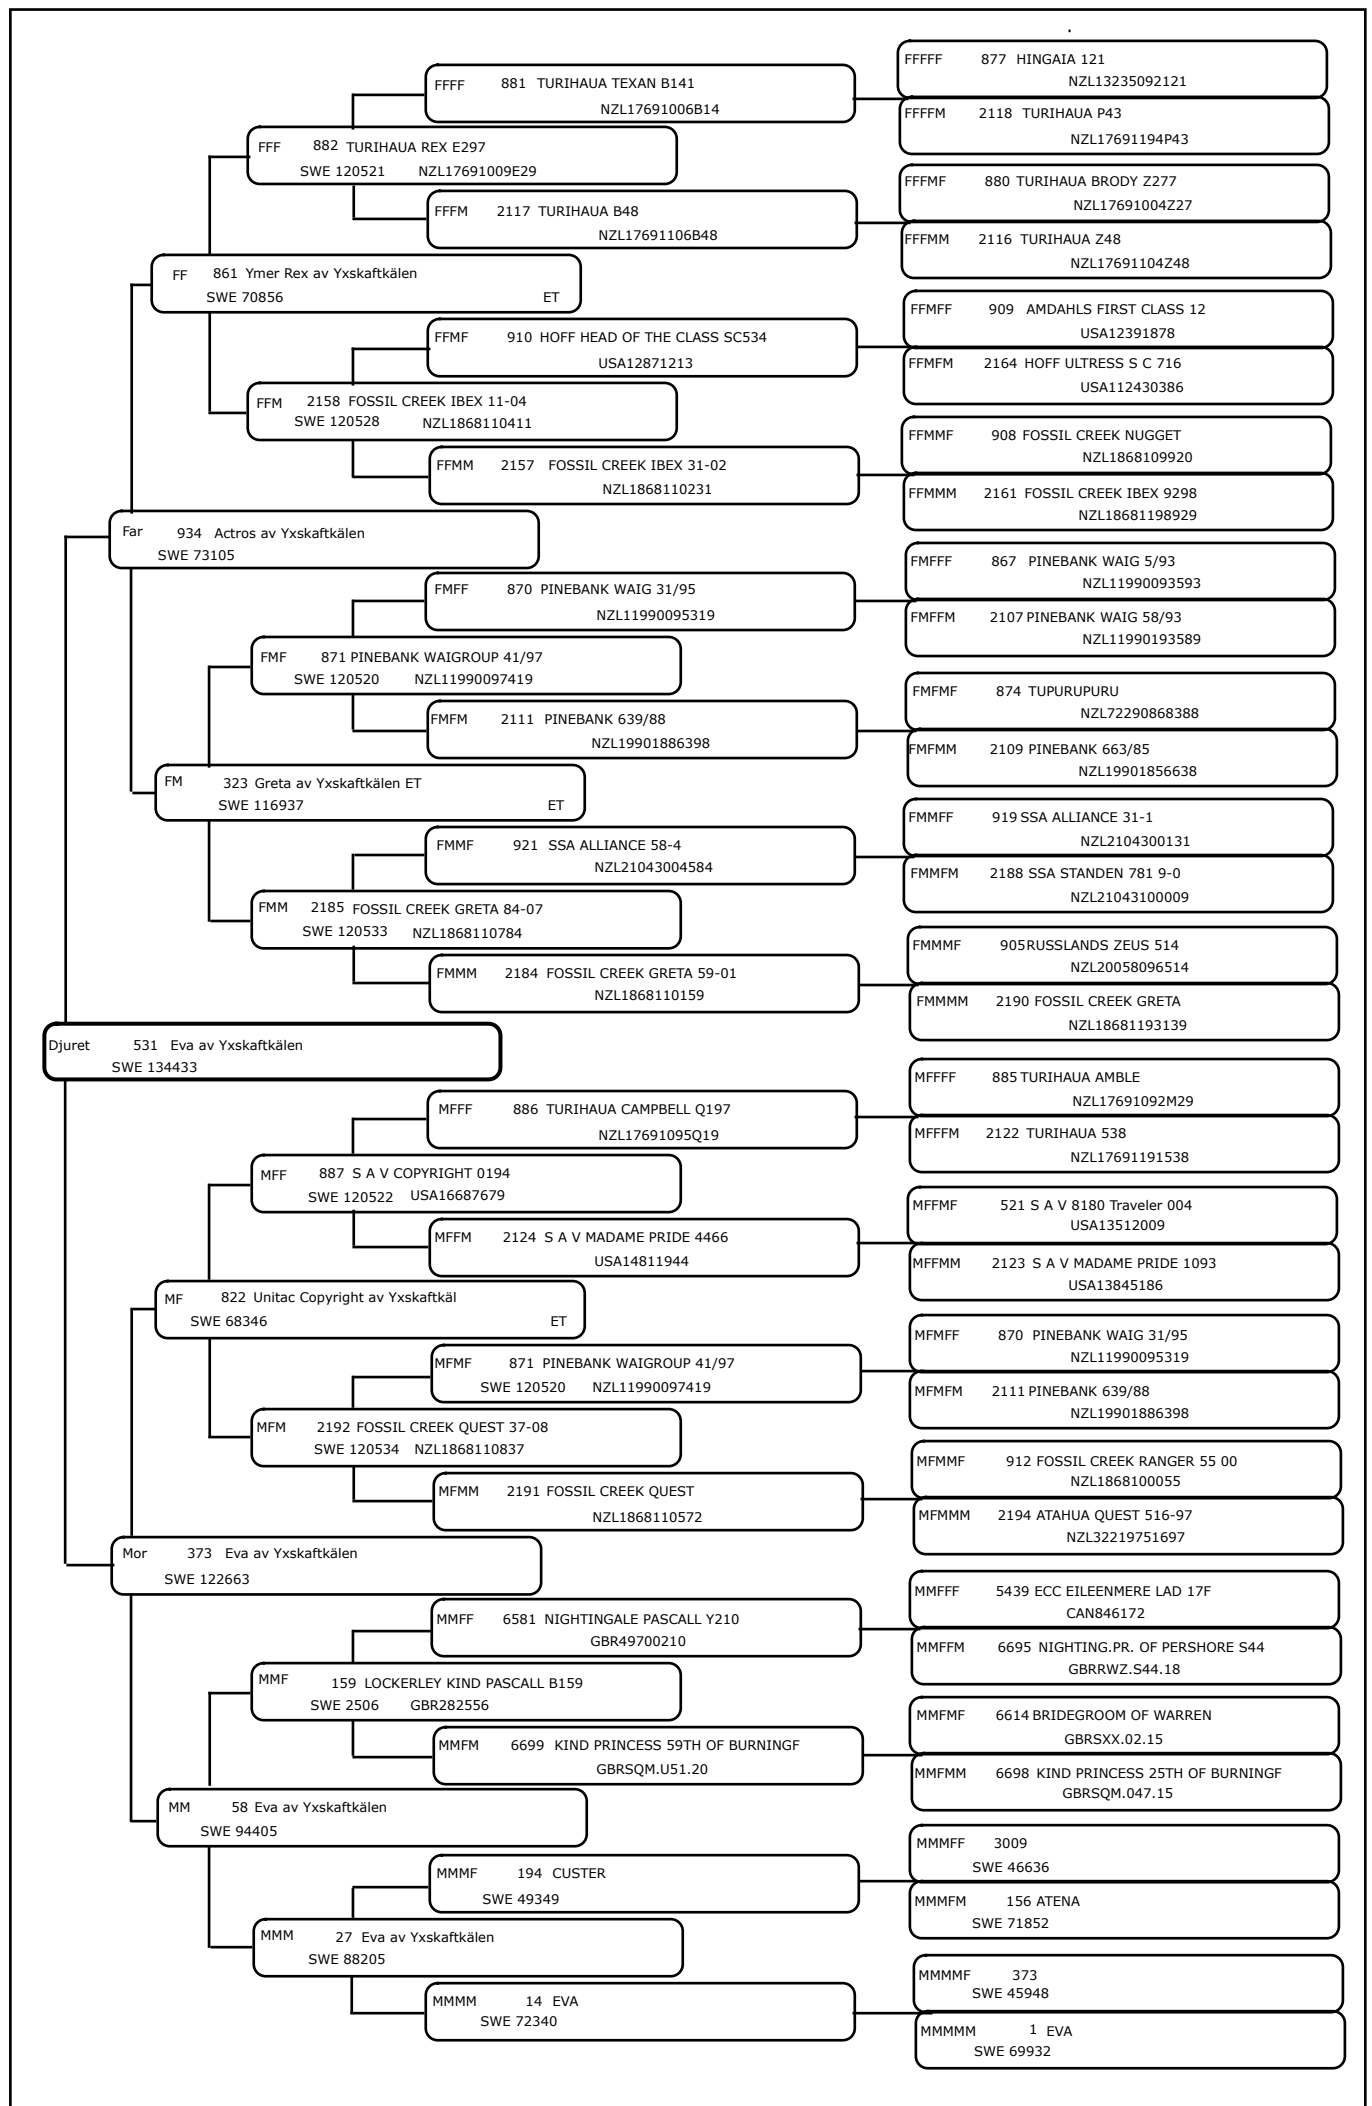 FFFFF 877 HINGAIA 121
NZL13235092121
FFFF 881 TURIHAUA TEXAN B141
NZL17691006B14
FFFFM 2118 TURIHAUA P43
NZL17691194P43
FFF 882 TURIHAUA REX E297
SWE 120521 NZL17691009E29
FFFMF 880 TURIHAUA BRODY Z277
NZL17691004Z27
FFFM 2117 TURIHAUA B48
NZL17691106B48
FFFMM 2116 TURIHAUA Z48
NZL17691104Z48
FF 861 Ymer Rex av Yxskaftkälen
SWE 70856 ET
FFMFF 909 AMDAHLS FIRST CLASS 12
USA12391878
FFMF 910 HOFF HEAD OF THE CLASS SC534
USA12871213
FFMFM 2164 HOFF ULTRESS S C 716
USA112430386
FFM 2158 FOSSIL CREEK IBEX 11-04
SWE 120528 NZL1868110411
FFMMF 908 FOSSIL CREEK NUGGET
NZL1868109920
FFMM 2157 FOSSIL CREEK IBEX 31-02
NZL1868110231
FFMMM 2161 FOSSIL CREEK IBEX 9298
NZL18681198929
Far 934 Actros av Yxskaftkälen
SWE 73105
FMFFF 867 PINEBANK WAIG 5/93
NZL11990093593
FMFF 870 PINEBANK WAIG 31/95
NZL11990095319
FMFFM 2107 PINEBANK WAIG 58/93
NZL11990193589
FMF 871 PINEBANK WAIGROUP 41/97
SWE 120520 NZL11990097419
FMFMF 874 TUPURUPURU
NZL72290868388
FMFM 2111 PINEBANK 639/88
NZL19901886398
FMFMM 2109 PINEBANK 663/85
NZL19901856638
FM 323 Greta av Yxskaftkälen ET
SWE 116937 ET
FMMFF 919 SSA ALLIANCE 31-1
NZL2104300131
FMMF 921 SSA ALLIANCE 58-4
NZL21043004584
FMMFM 2188 SSA STANDEN 781 9-0
NZL21043100009
FMM 2185 FOSSIL CREEK GRETA 84-07
SWE 120533 NZL1868110784
FMMMF 905 RUSSLANDS ZEUS 514
NZL20058096514
FMMM 2184 FOSSIL CREEK GRETA 59-01
NZL1868110159
FMMMM 2190 FOSSIL CREEK GRETA
NZL18681193139
Djuret 531 Eva av Yxskaftkälen
SWE 134433
MFFFF 885 TURIHAUA AMBLE
NZL17691092M29
MFFF 886 TURIHAUA CAMPBELL Q197
NZL17691095Q19
MFFFM 2122 TURIHAUA 538
NZL17691191538
MFF 887 S A V COPYRIGHT 0194
SWE 120522 USA16687679
MFFMF 521 S A V 8180 Traveler 004
USA13512009
MFFM 2124 S A V MADAME PRIDE 4466
USA14811944
MFFMM 2123 S A V MADAME PRIDE 1093
USA13845186
MF 822 Unitac Copyright av Yxskaftkäl
SWE 68346 ET
MFMFF 870 PINEBANK WAIG 31/95
NZL11990095319
MFMF 871 PINEBANK WAIGROUP 41/97
SWE 120520 NZL11990097419
MFMFM 2111 PINEBANK 639/88
NZL19901886398
MFM 2192 FOSSIL CREEK QUEST 37-08
SWE 120534 NZL1868110837
MFMMF 912 FOSSIL CREEK RANGER 55 00
NZL1868100055
MFMM 2191 FOSSIL CREEK QUEST
NZL1868110572
MFMMM 2194 ATAHUA QUEST 516-97
NZL32219751697
Mor 373 Eva av Yxskaftkälen
SWE 122663
MMFFF 5439 ECC EILEENMERE LAD 17F
CAN846172
MMFF 6581 NIGHTINGALE PASCALL Y210
GBR49700210
MMFFM 6695 NIGHTING.PR. OF PERSHORE S44
GBRRWZ.S44.18
MMF 159 LOCKERLEY KIND PASCALL B159
SWE 2506 GBR282556
MMFMF 6614 BRIDEGROOM OF WARREN
GBRSXX.02.15
MMFM 6699 KIND PRINCESS 59TH OF BURNINGF
GBRSQM.U51.20
MMFMM 6698 KIND PRINCESS 25TH OF BURNINGF
GBRSQM.047.15
MM 58 Eva av Yxskaftkälen
SWE 94405
MMMFF 3009
SWE 46636
MMMF 194 CUSTER
SWE 49349
MMMFM 156 ATENA
SWE 71852
MMM 27 Eva av Yxskaftkälen
SWE 88205
MMMMF 373
SWE 45948
MMMM 14 EVA
SWE 72340
MMMMM 1 EVA
SWE 69932